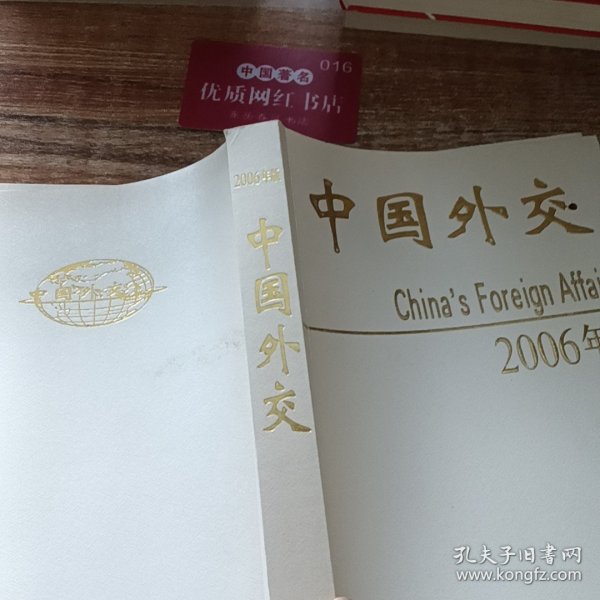 016
中国著名
优质网红书店
2006年版
中国外交
中国外交
China's Foreign Affai
2006年
中国外交
孔夫子旧书网
www.kongfz.com